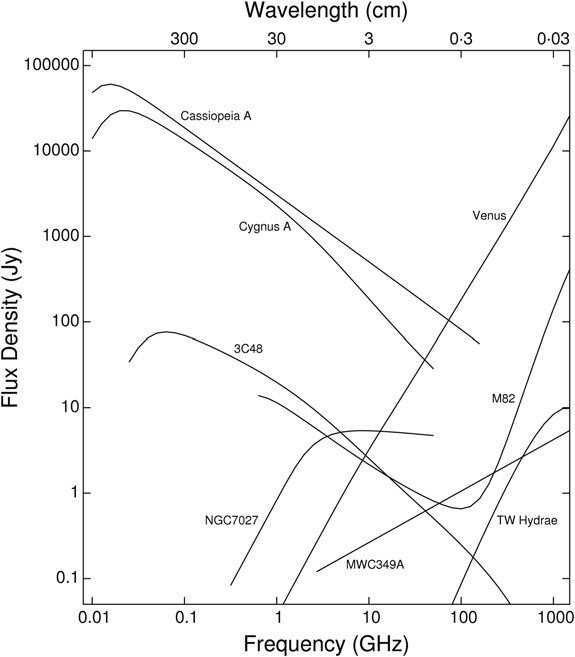 Wavelength (cm)
300 30 3 0·3 0·03
100000
Cassiopeia A
10000
Venus
Cygnus A
1000
Flux Density (Jy)
100
3C48
M82
10
NGC7027
TW Hydrae
1
MWC349A
0.1
0.01 0.1 1 10 100 1000
Frequency (GHz)